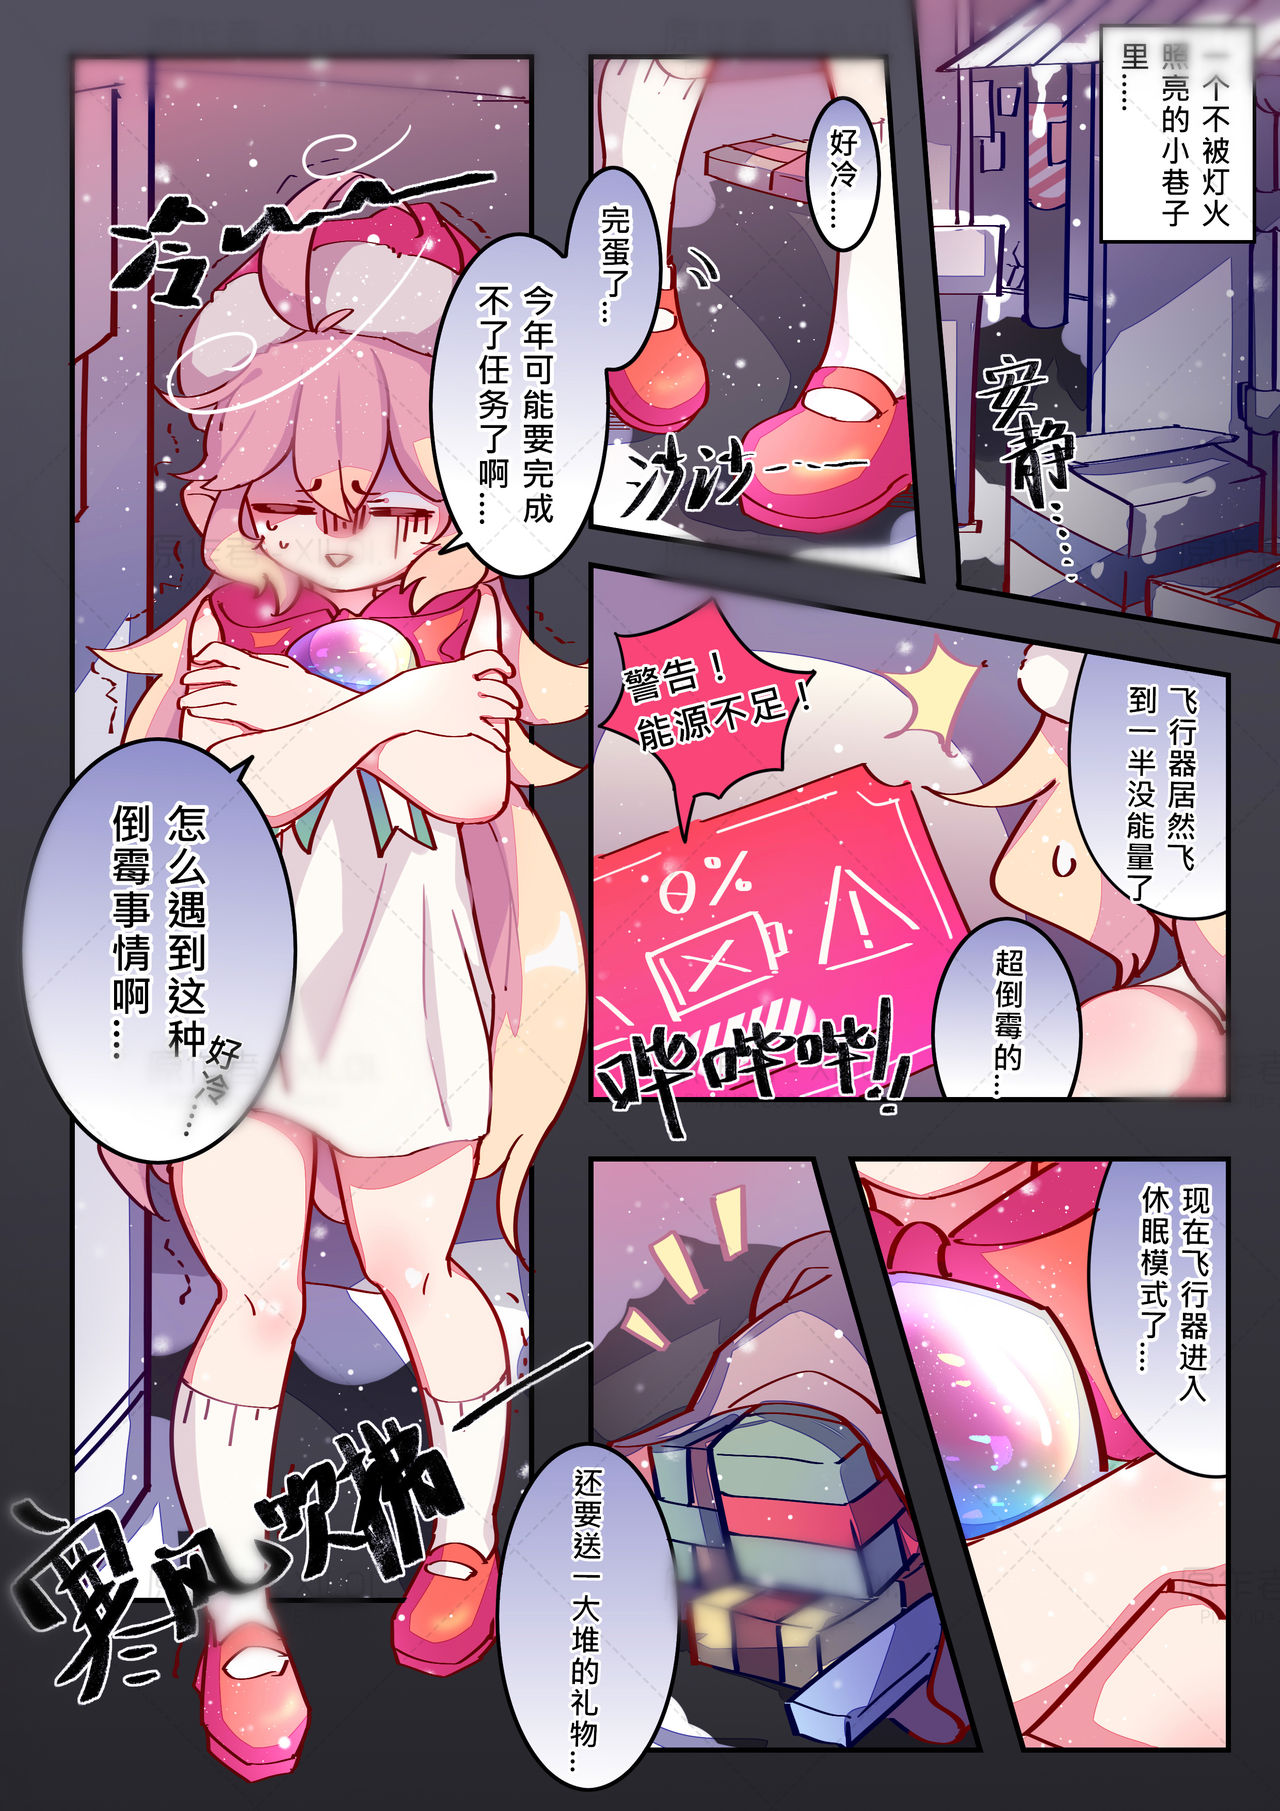 一个不被灯火
照亮的小巷子
里……
安静……
好冷……
沙沙
完蛋了…
今年可能要完成
不了任务了啊…
冷
飞行器居然飞
到一半没能量了
警告！
能源不足！
0%
哔哔哔!!
超倒霉的…
怎么遇到这种
倒霉事情啊…
好冷…
现在飞行器进入
休眠模式了…
还要送一大堆的礼物…
寒风吹拂